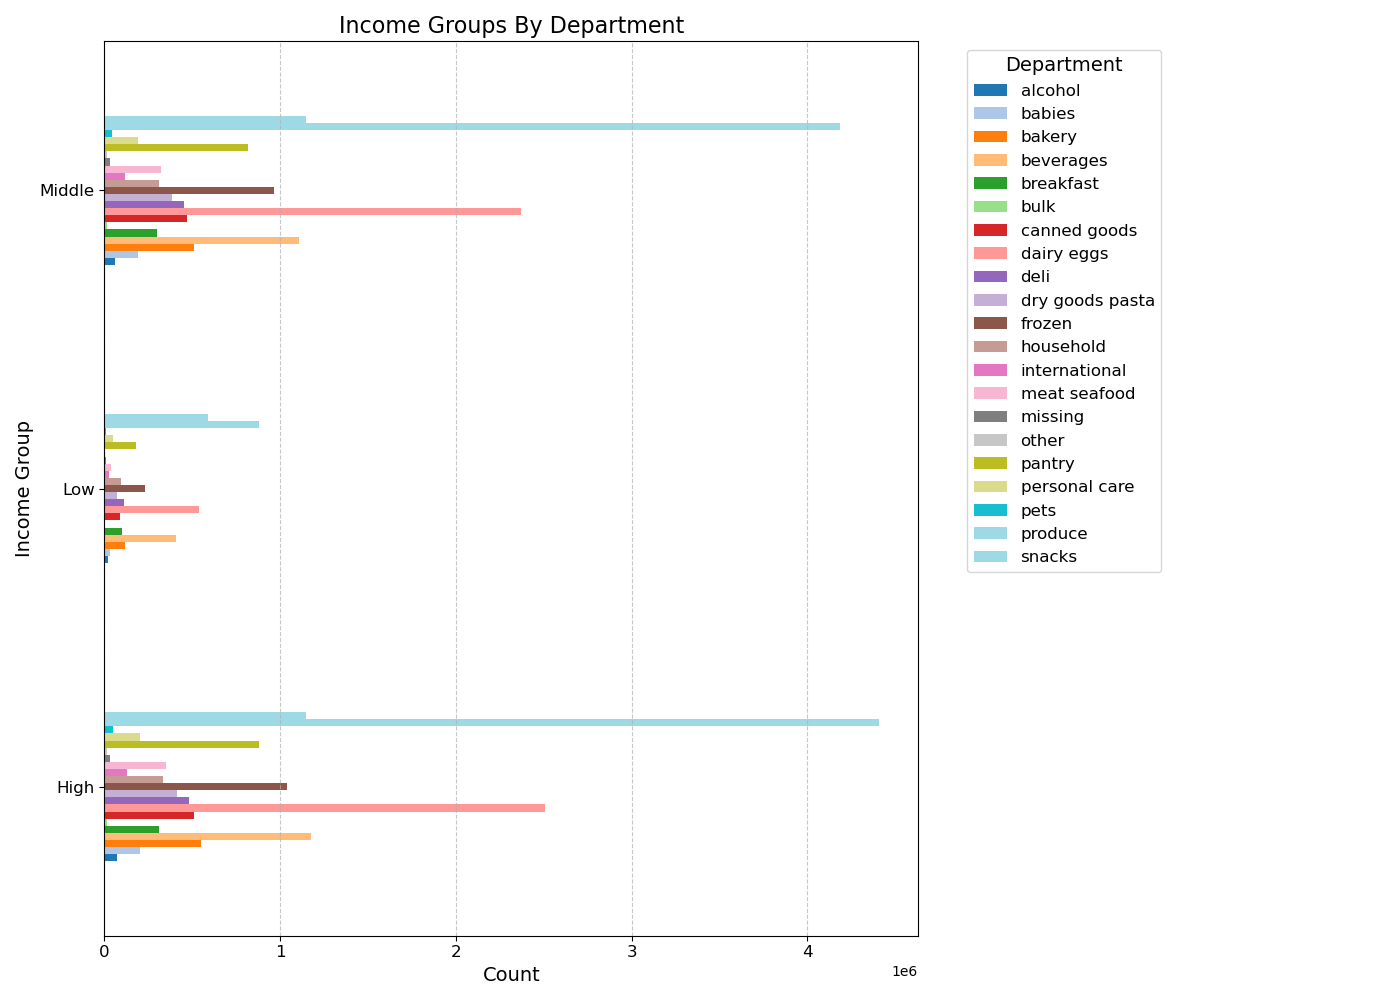 Income Groups By Department
Income Group
Middle
Low
High
0
1
2
3
4
1e6
Count
Department
alcohol
babies
bakery
beverages
breakfast
bulk
canned goods
dairy eggs
deli
dry goods pasta
frozen
household
international
meat seafood
missing
other
pantry
personal care
pets
produce
snacks